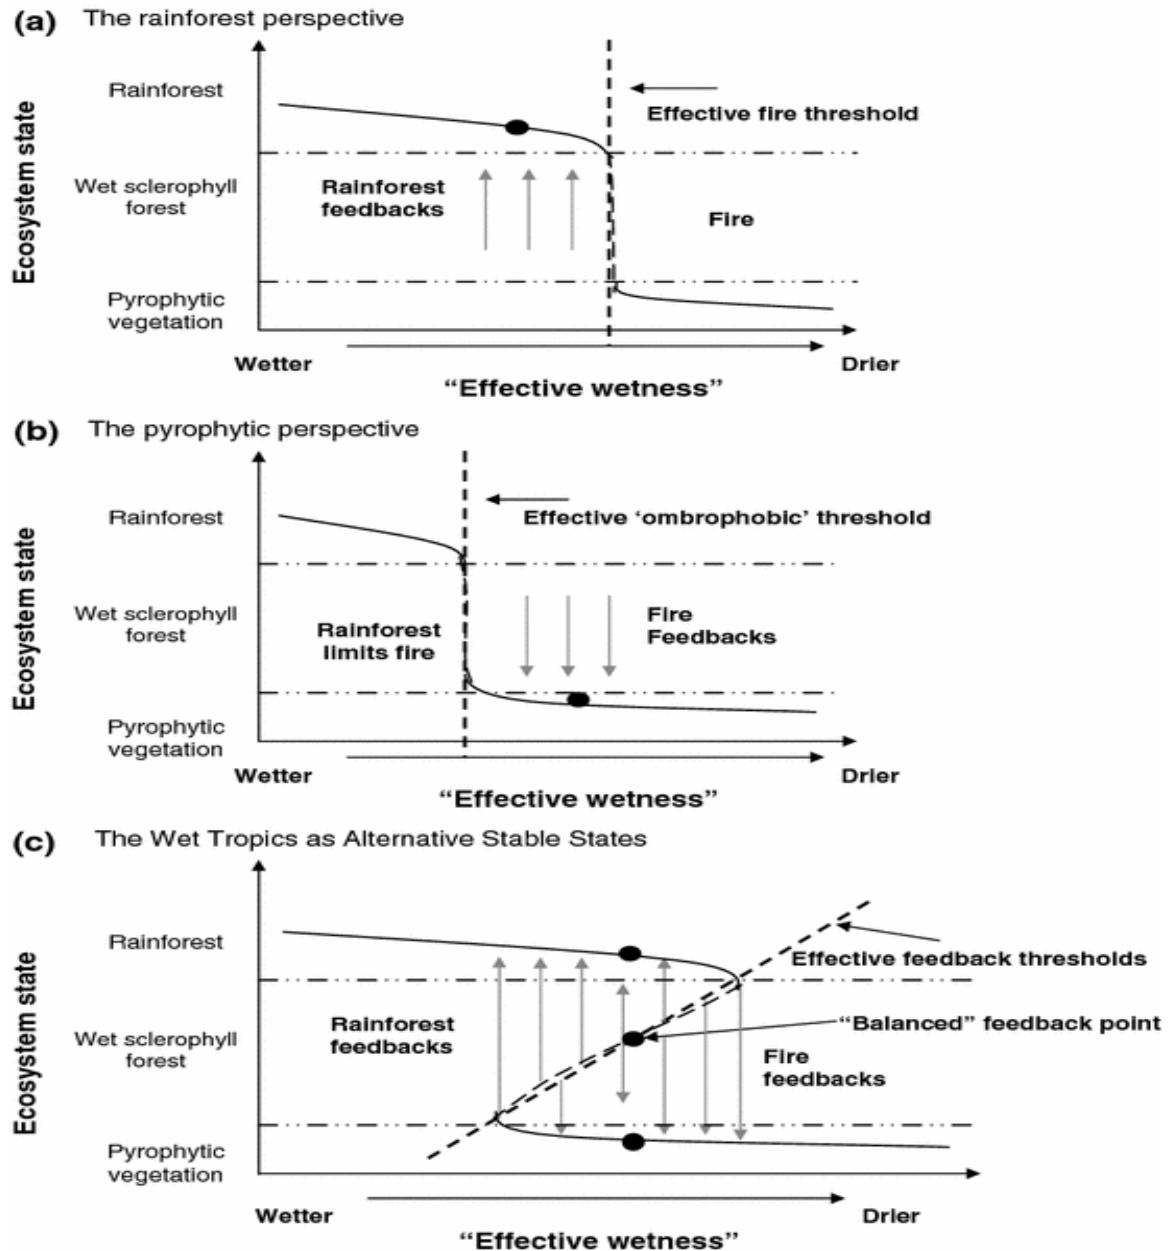 (a) The rainforest perspective
Ecosystem state
Rainforest
Effective fire threshold
Wet sclerophyll
forest
Rainforest
feedbacks
Fire
Pyrophytic
vegetation
Wetter
Drier
“Effective wetness”
(b) The pyrophytic perspective
Ecosystem state
Rainforest
Effective ‘ombrophobic’ threshold
Wet sclerophyll
forest
Rainforest
limits fire
Fire
Feedbacks
Pyrophytic
vegetation
Wetter
Drier
“Effective wetness”
(c) The Wet Tropics as Alternative Stable States
Ecosystem state
Rainforest
Effective feedback thresholds
Wet sclerophyll
forest
Rainforest
feedbacks
“Balanced” feedback point
Fire
feedbacks
Pyrophytic
vegetation
Wetter
Drier
“Effective wetness”